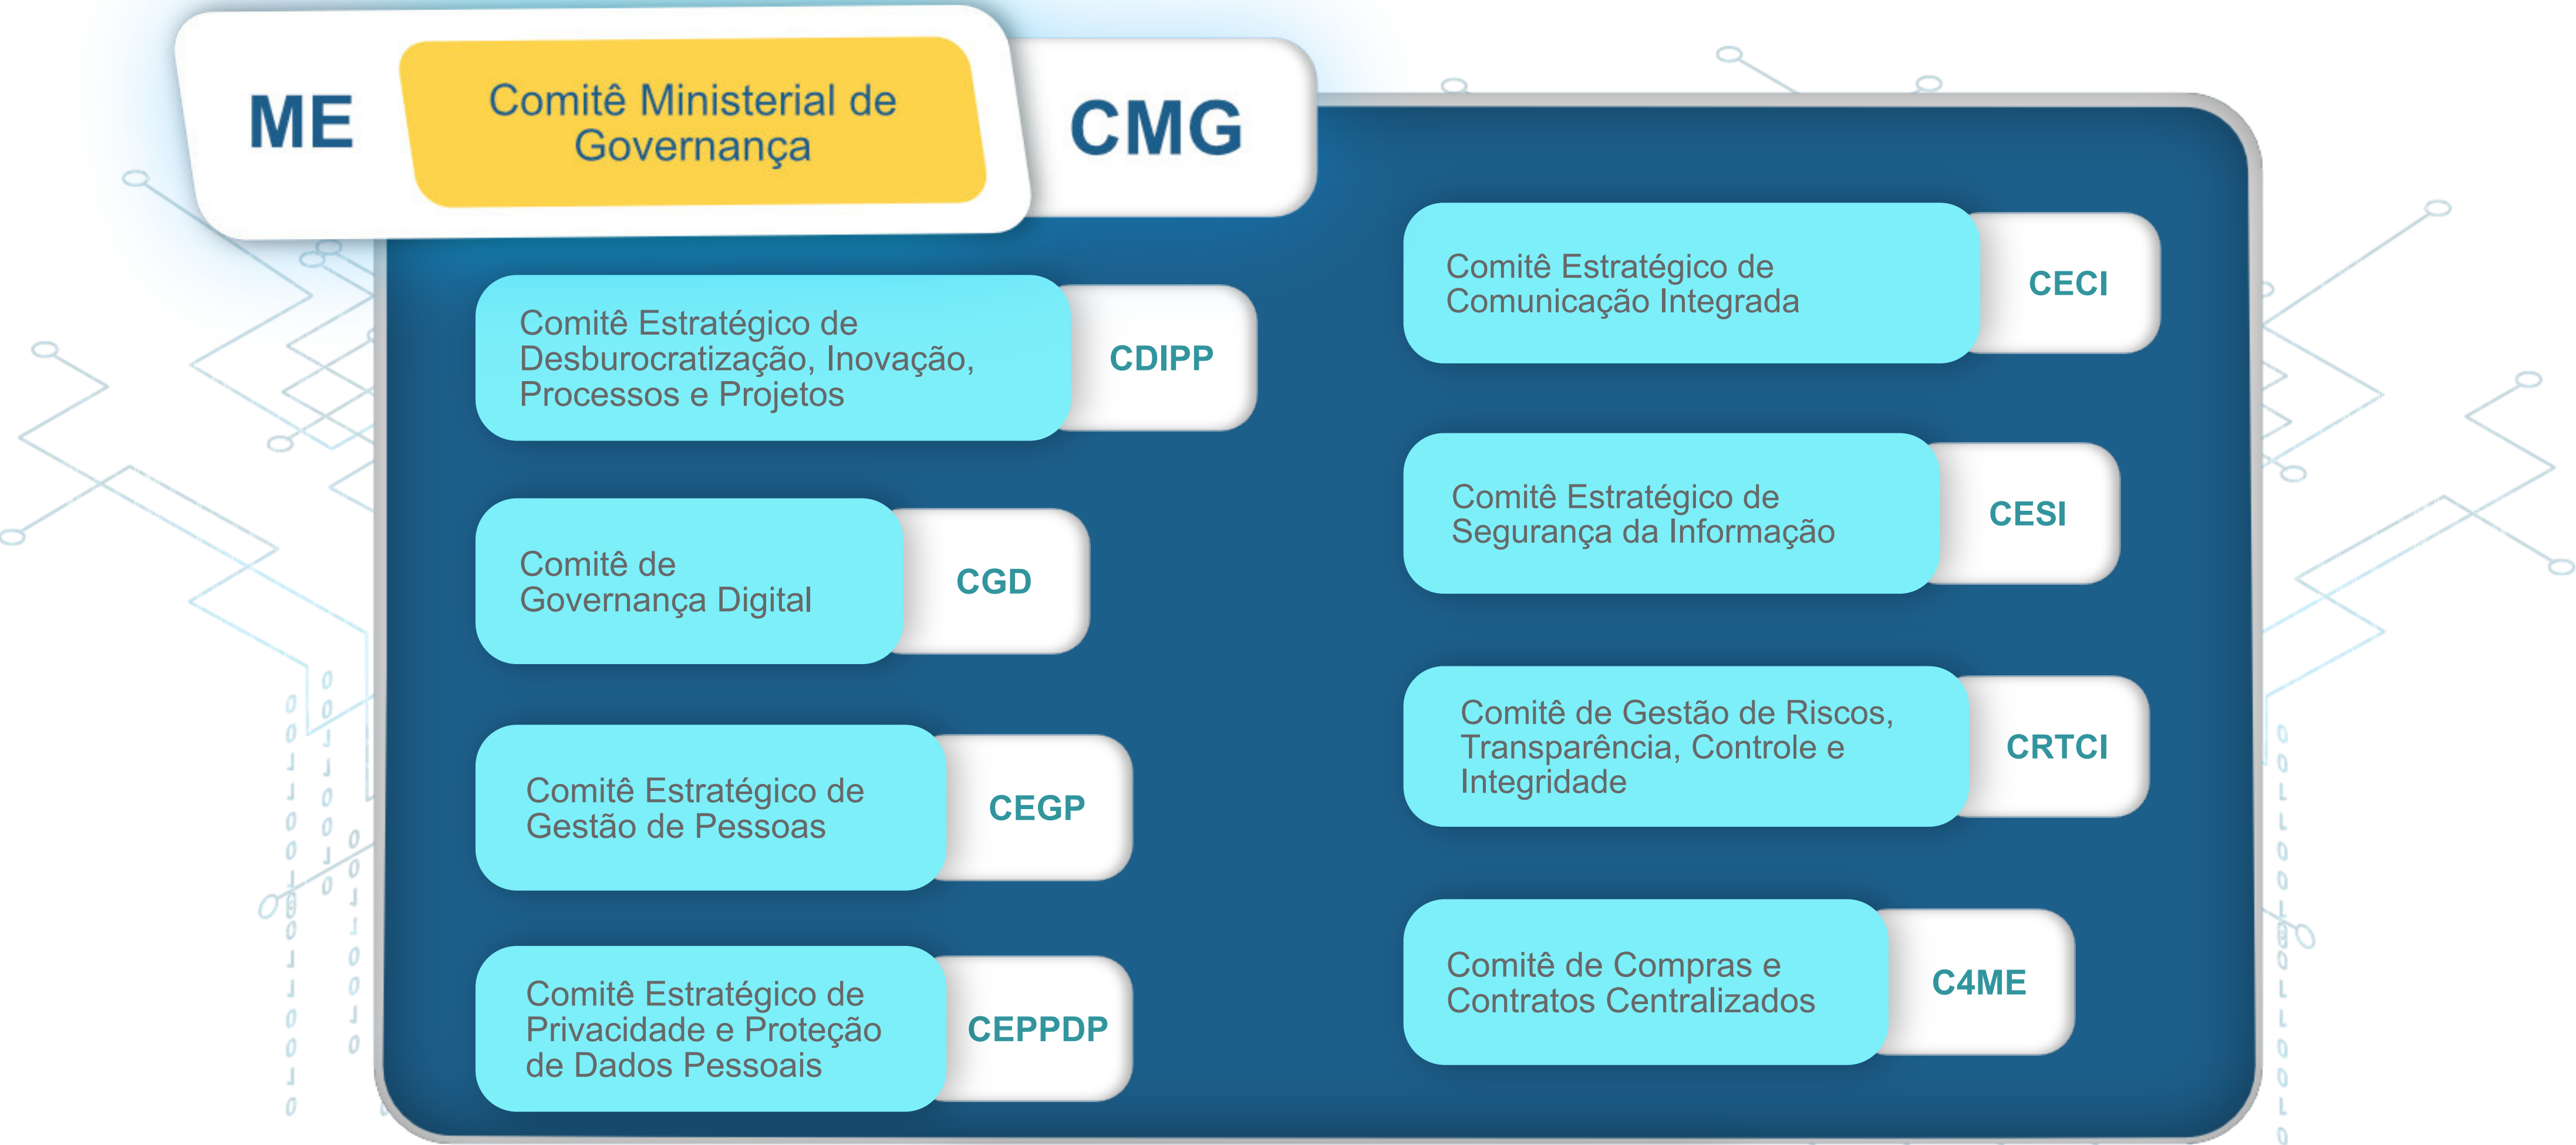 ME
Comitê Ministerial de
Governança
CMG
Comitê Estratégico de
Desburocratização, Inovação,
Processos e Projetos
CDIPP
Comitê de
Governança Digital
CGD
Comitê Estratégico de
Gestão de Pessoas
CEGP
Comitê Estratégico de
Privacidade e Proteção
de Dados Pessoais
CEPPDP
Comitê Estratégico de
Comunicação Integrada
CECI
Comitê Estratégico de
Segurança da Informação
CESI
Comitê de Gestão de Riscos,
Transparência, Controle e
Integridade
CRTCI
Comitê de Compras e
Contratos Centralizados
C4ME